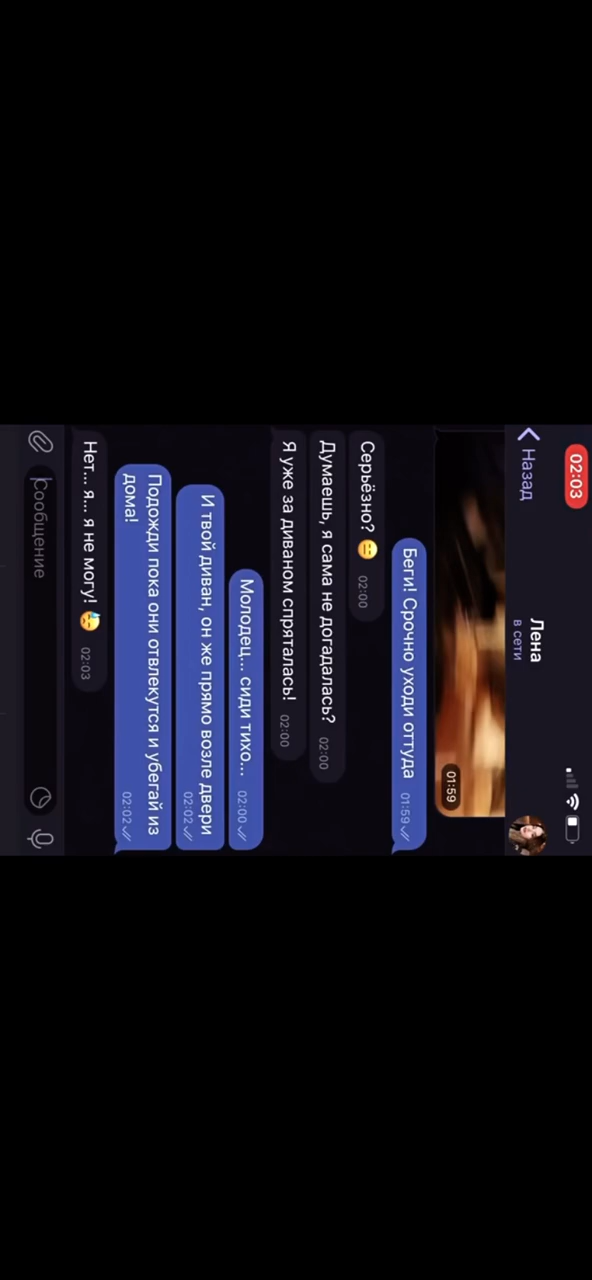 02:03
Назад
Лена
в сети
01:59
Беги! Срочно уходи оттуда 01:59
Серьёзно? 😑 02:00
Думаешь, я сама не догадалась? 02:00
Я уже за диваном спряталась! 02:00
Молодец... сиди тихо... 02:00
И твой диван, он же прямо возле двери 02:02
Подожди пока они отвлекутся и убегай из
дома! 02:02
Нет... я... я не могу! 😓 02:03
Сообщение